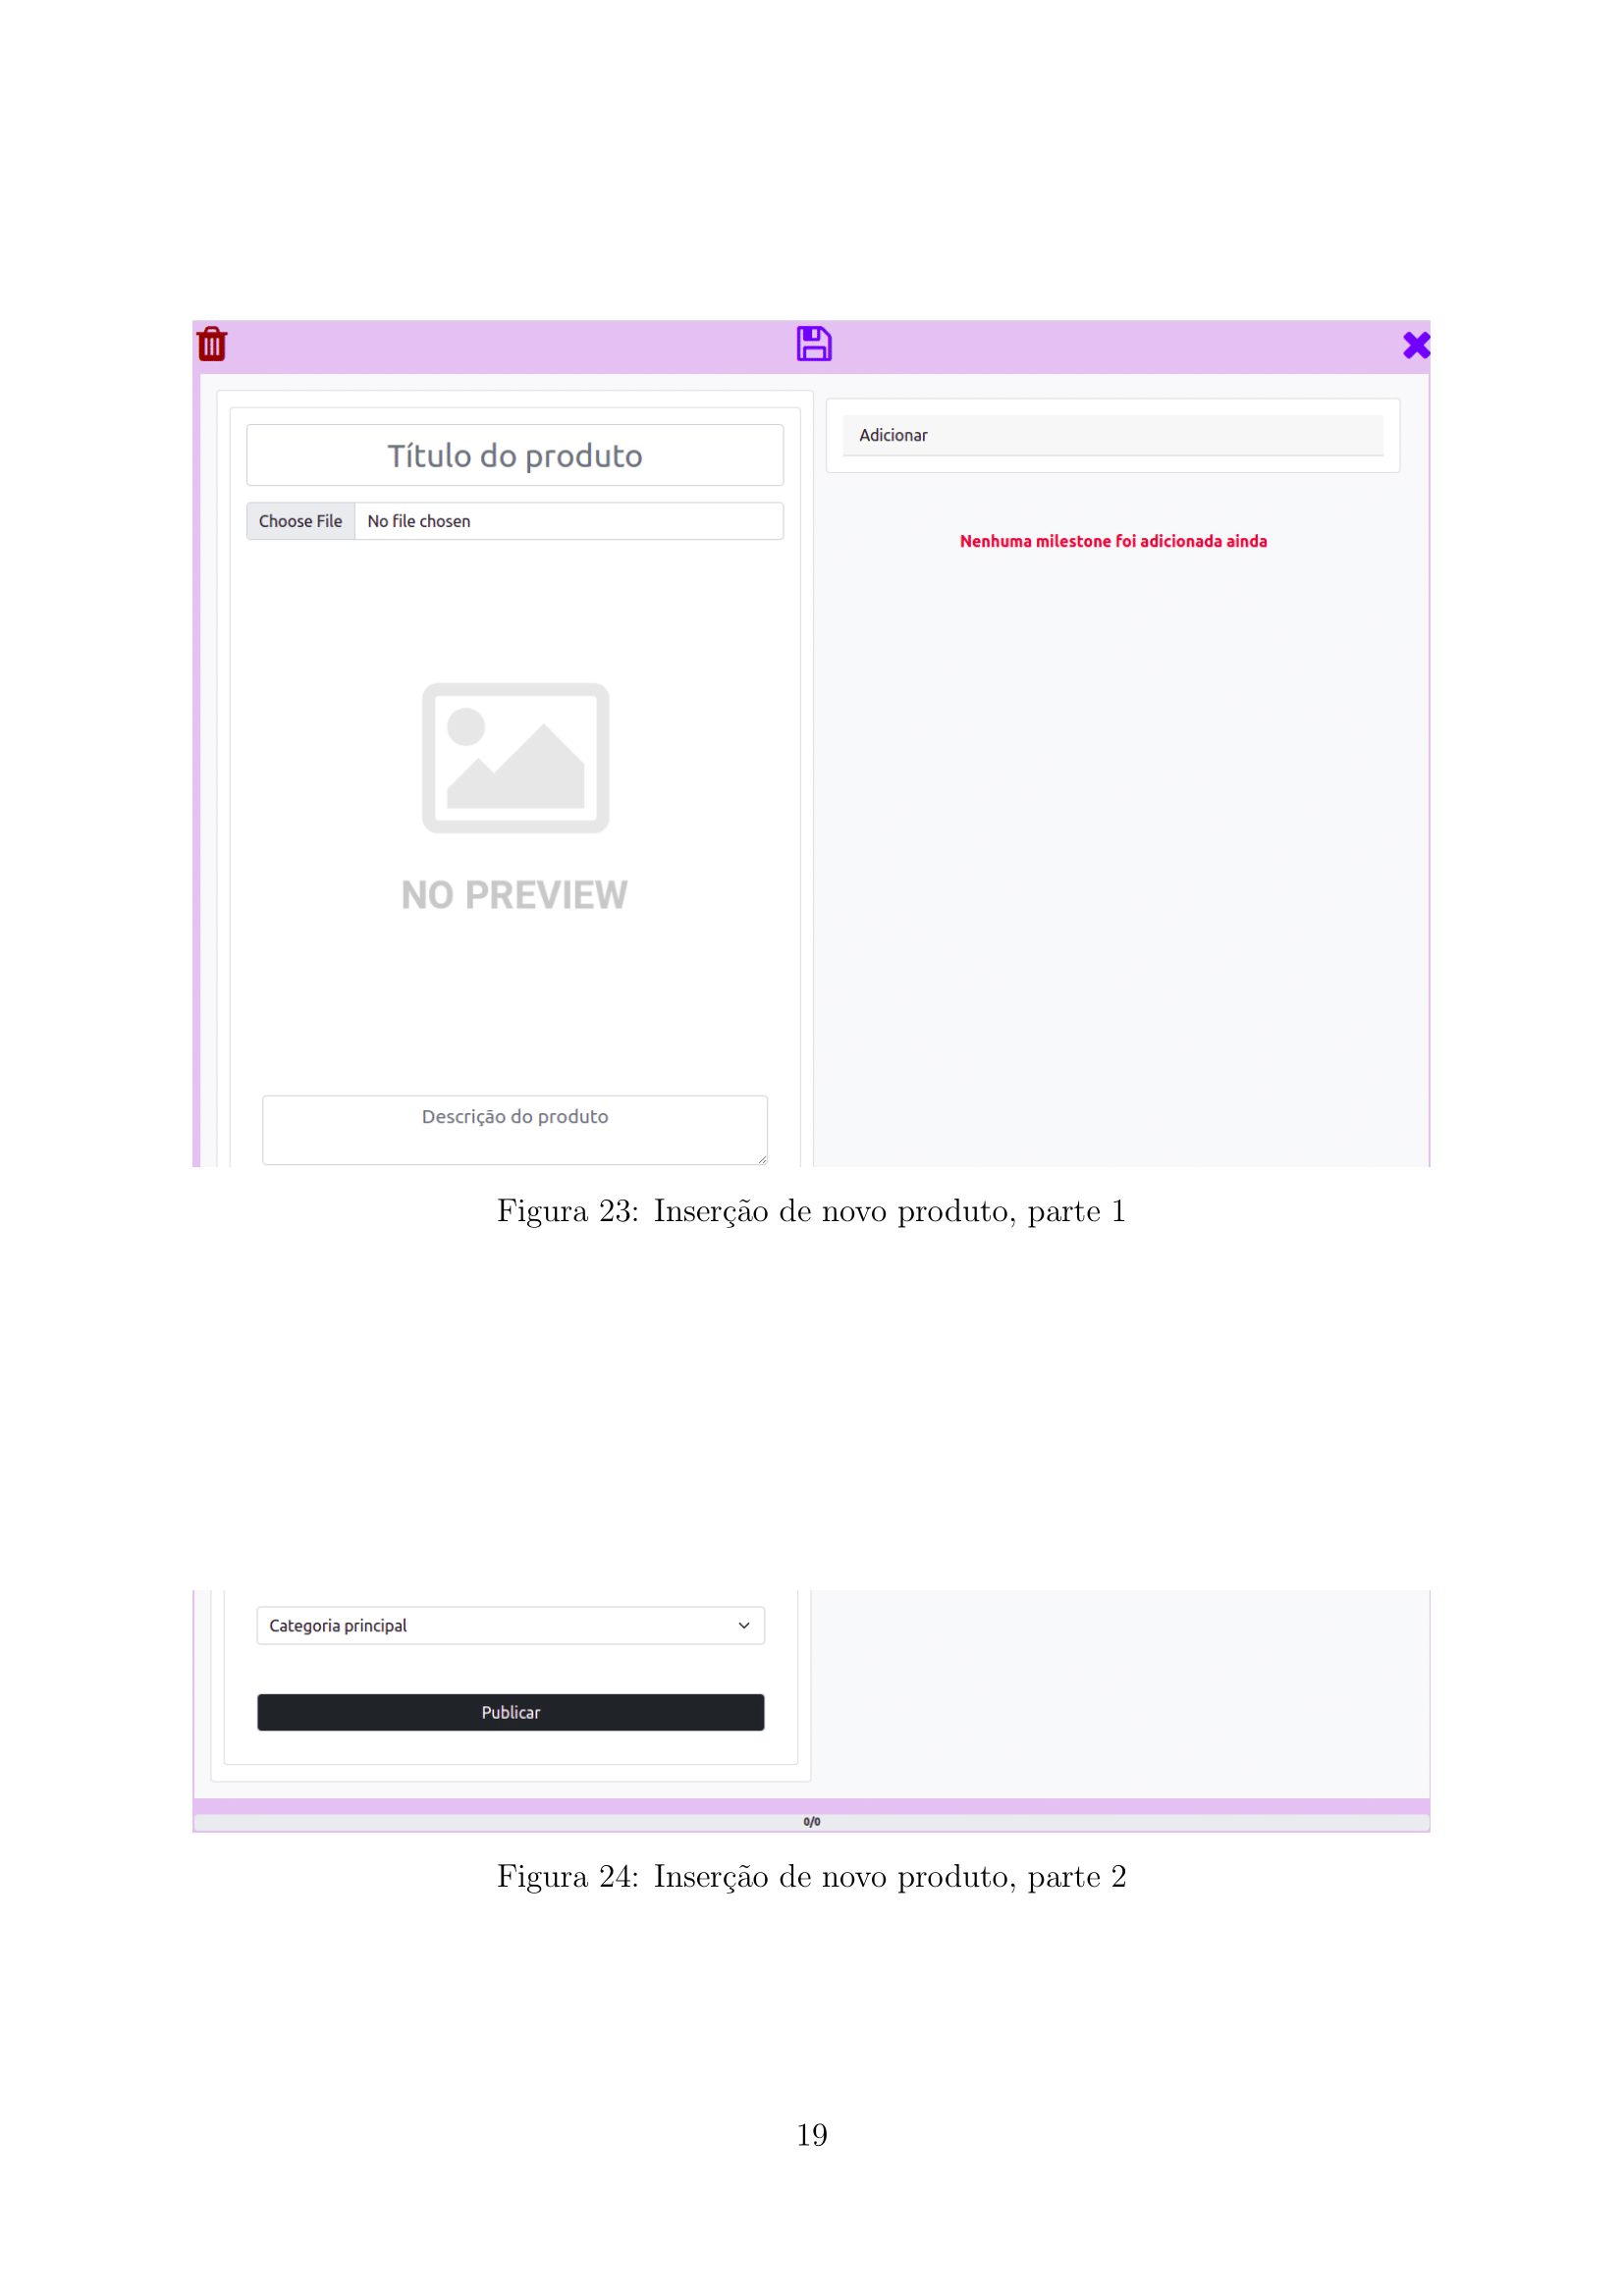 Título do produto
Adicionar
Choose File No file chosen
Nenhuma milestone foi adicionada ainda
NO PREVIEW
Descrição do produto
Figura 23: Inserção de novo produto, parte 1
Categoria principal
Publicar
0/0
Figura 24: Inserção de novo produto, parte 2
19